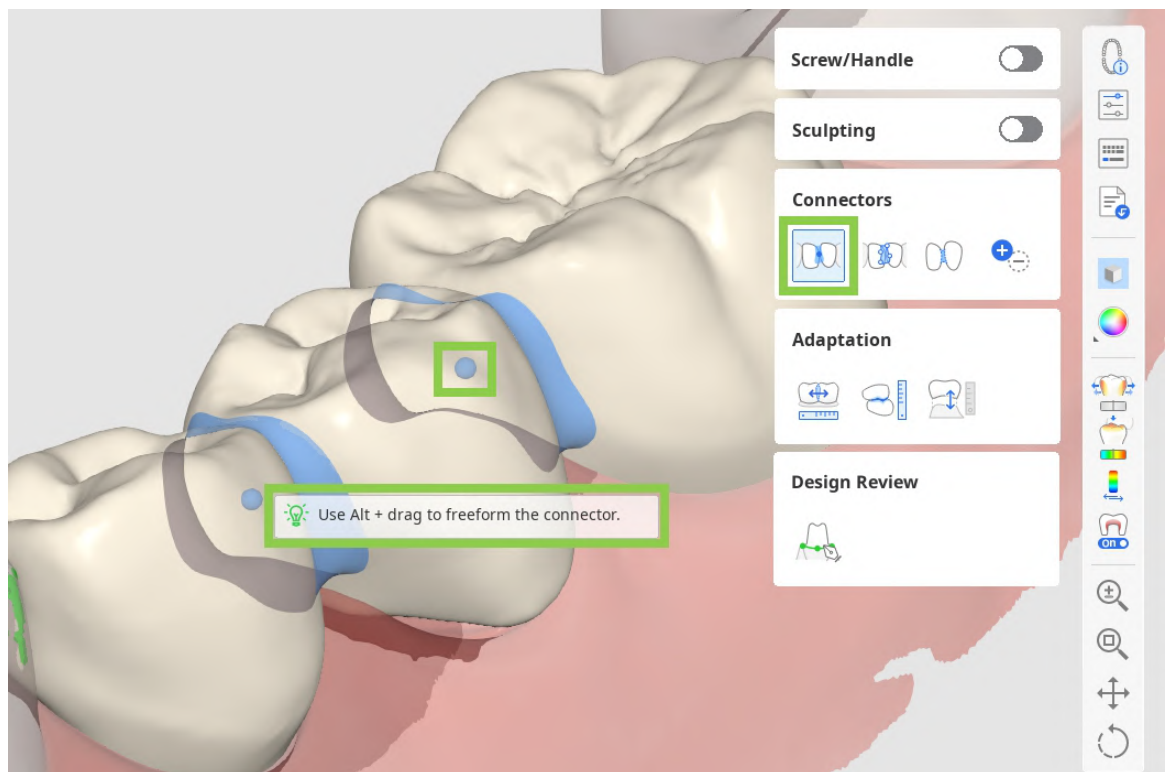 Screw/Handle
Sculpting
Connectors
Adaptation
Use Alt + drag to freeform the connector.
Design Review
On